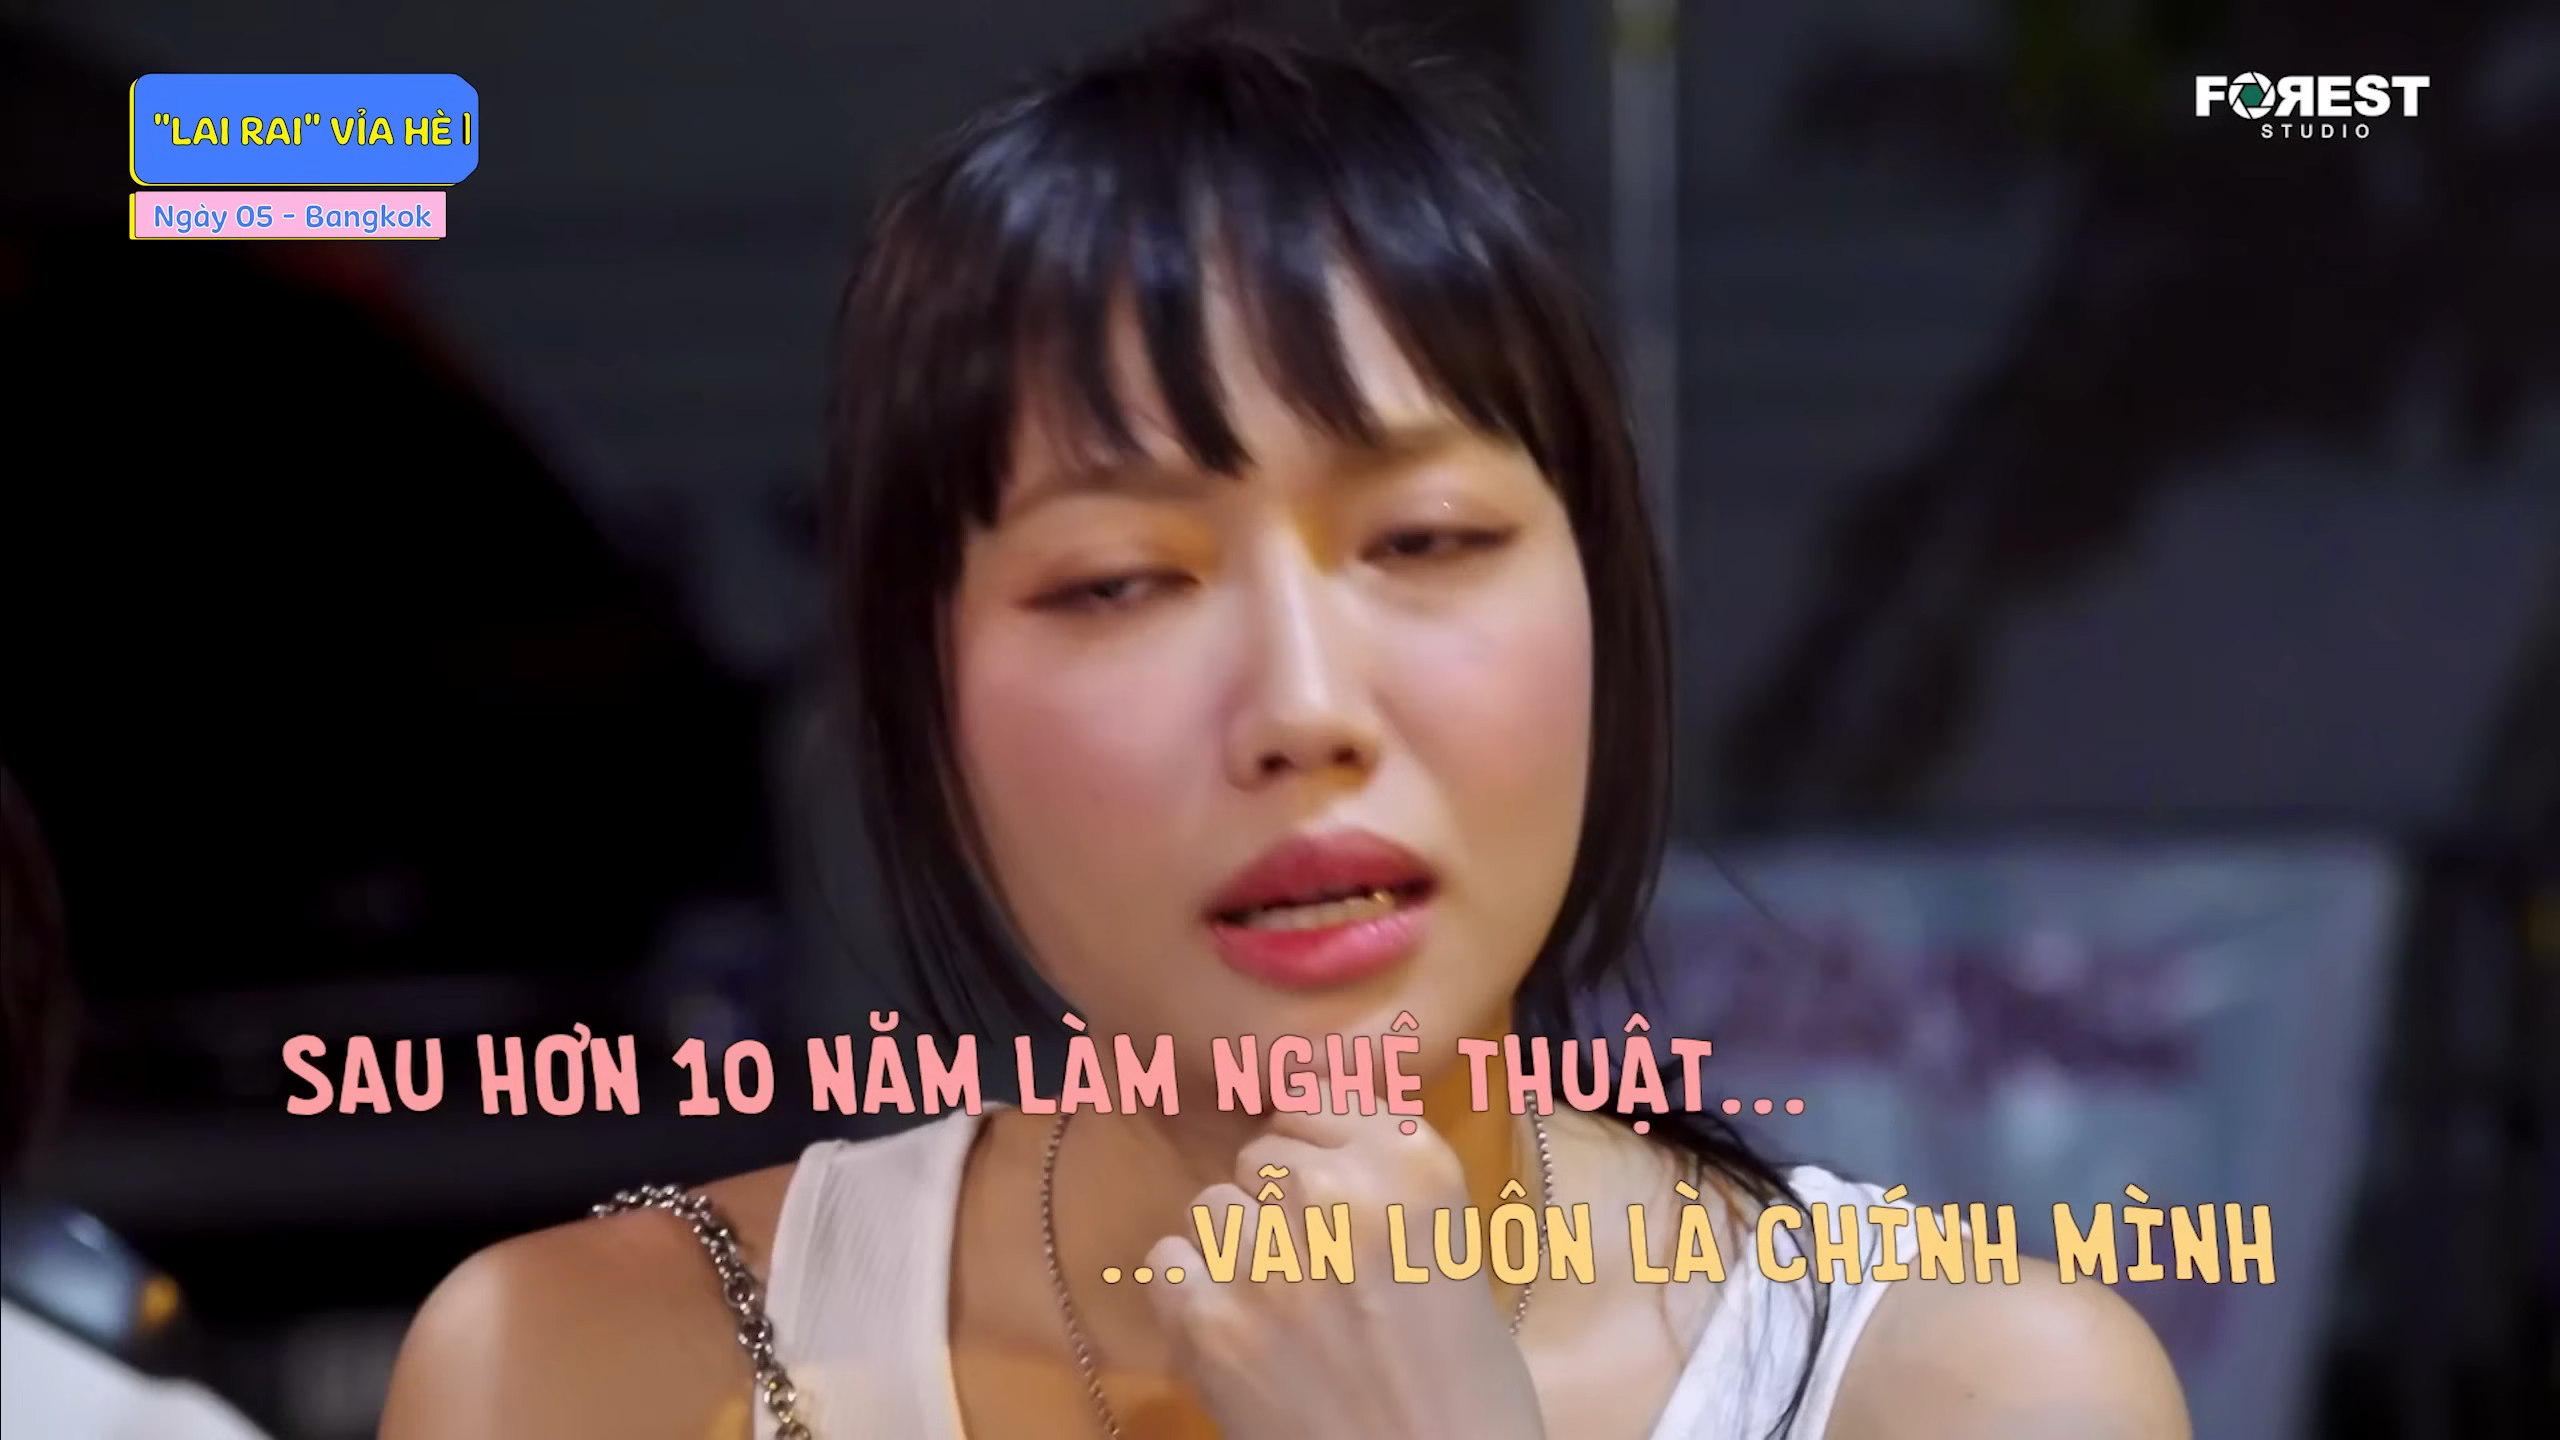 "LAI RAI" VỈA HÈ
Ngày 05 - Bangkok
FOREST
STUDIO
SAU HƠN 10 NĂM LÀM NGHỆ THUẬT...
...VẪN LUÔN LÀ CHÍNH MÌNH